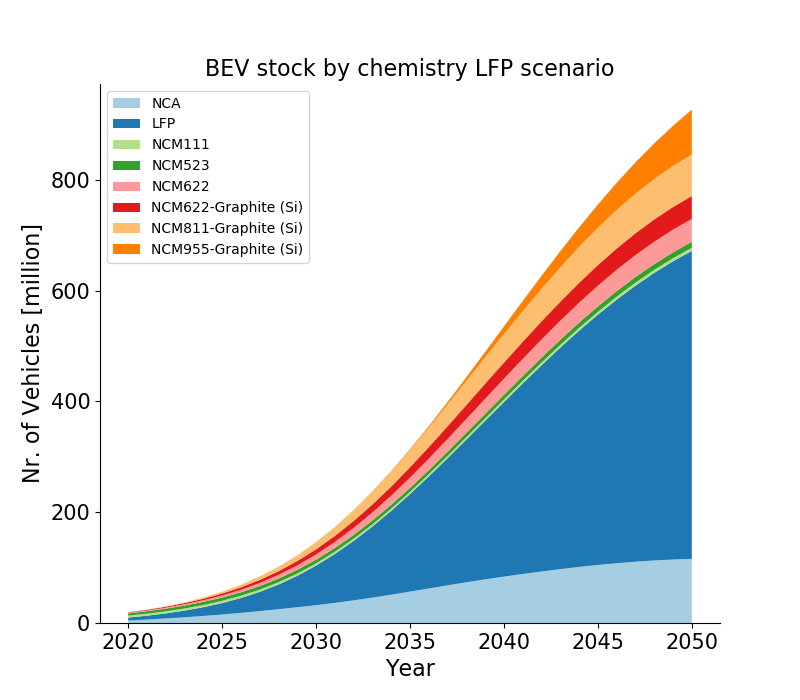 BEV stock by chemistry LFP scenario
NCA
LFP
NCM111
NCM523
NCM622
NCM622-Graphite (Si)
NCM811-Graphite (Si)
NCM955-Graphite (Si)
Nr. of Vehicles [million]
800
600
400
200
0
2020 2025 2030 2035 2040 2045 2050
Year